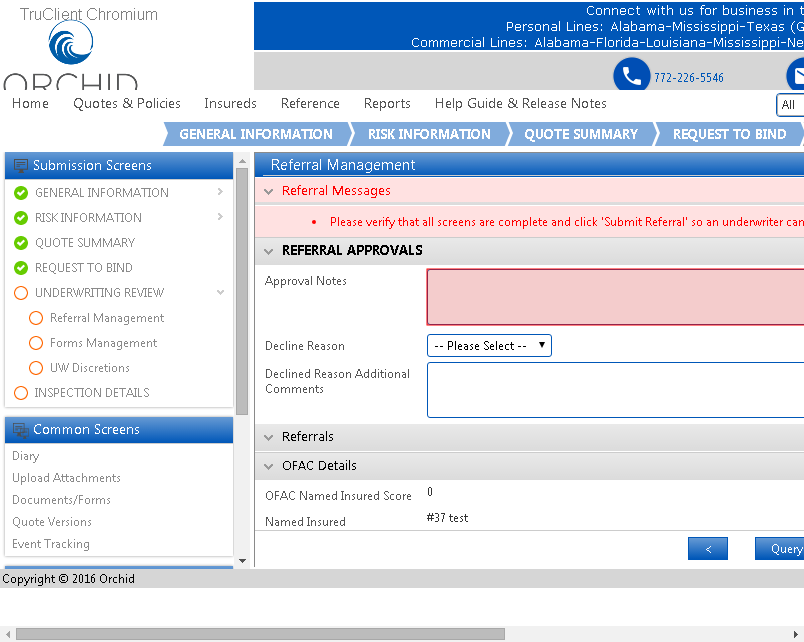 TruClient Chromium
ORCHID
Connect with us for business in t
Personal Lines: Alabama-Mississippi-Texas (G
Commercial Lines: Alabama-Florida-Louisiana-Mississippi-Ne
772-226-5546
Home Quotes & Policies Insureds Reference Reports Help Guide & Release Notes All
GENERAL INFORMATION RISK INFORMATION QUOTE SUMMARY REQUEST TO BIND
Submission Screens
GENERAL INFORMATION
RISK INFORMATION
QUOTE SUMMARY
REQUEST TO BIND
UNDERWRITING REVIEW
Referral Management
Forms Management
UW Discretions
INSPECTION DETAILS
Common Screens
Diary
Upload Attachments
Documents/Forms
Quote Versions
Event Tracking
Referral Management
Referral Messages
• Please verify that all screens are complete and click 'Submit Referral' so an underwriter can
REFERRAL APPROVALS
Approval Notes
Decline Reason -- Please Select --
Declined Reason Additional
Comments
Referrals
OFAC Details
OFAC Named Insured Score 0
Named Insured #37 test
< Query
Copyright © 2016 Orchid